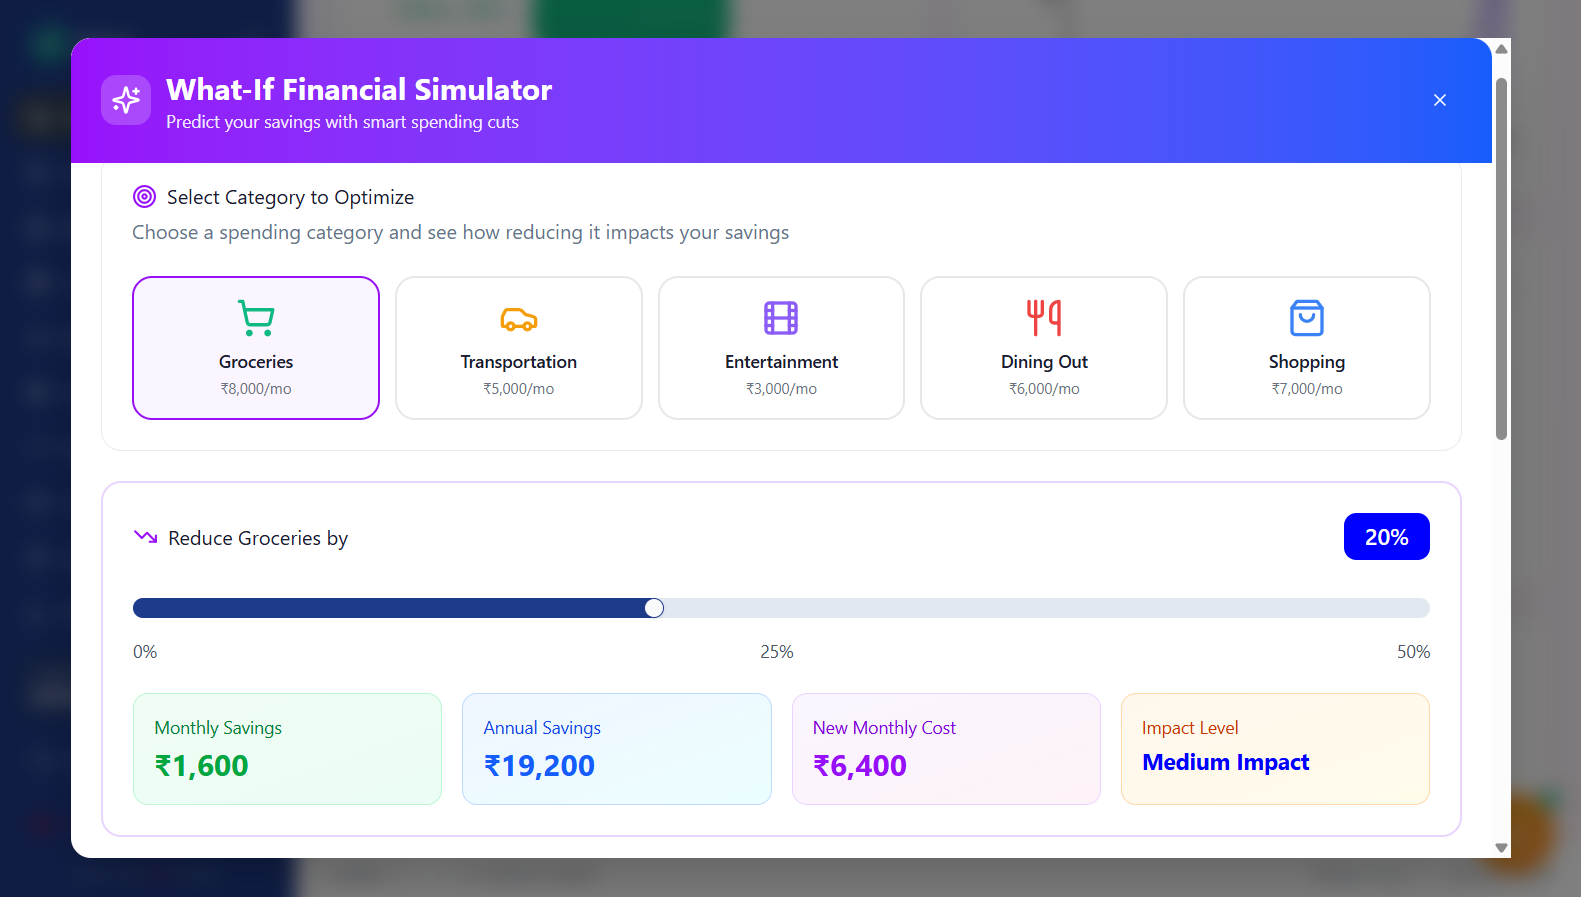 What-If Financial Simulator
Predict your savings with smart spending cuts
Select Category to Optimize
Choose a spending category and see how reducing it impacts your savings
Groceries
₹8,000/mo
Transportation
₹5,000/mo
Entertainment
₹3,000/mo
Dining Out
₹6,000/mo
Shopping
₹7,000/mo
Reduce Groceries by
20%
0%
25%
50%
Monthly Savings
₹1,600
Annual Savings
₹19,200
New Monthly Cost
₹6,400
Impact Level
Medium Impact